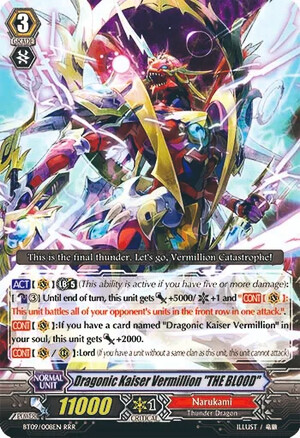 3
GRADE
This is the final thunder. Let's go, Vermillion Catastrophe!
ACT LB 5 (This ability is active if you have five or more damage):
[3] Until end of turn, this unit gets +5000/ +1 and "CONT :
This unit battles all of your opponent's units in the front row in one attack.".
CONT :If you have a card named "Dragonic Kaiser Vermillion" in
your soul, this unit gets +2000.
CONT / :Lord (If you have a unit without a same clan as this unit, this unit cannot attack)
NORMAL UNIT
Dragonic Kaiser Vermillion "THE BLOOD"
POWER
11000
1
CRITICAL
Narukami
Thunder Dragon
BT09/008EN RRR
ILLUST /